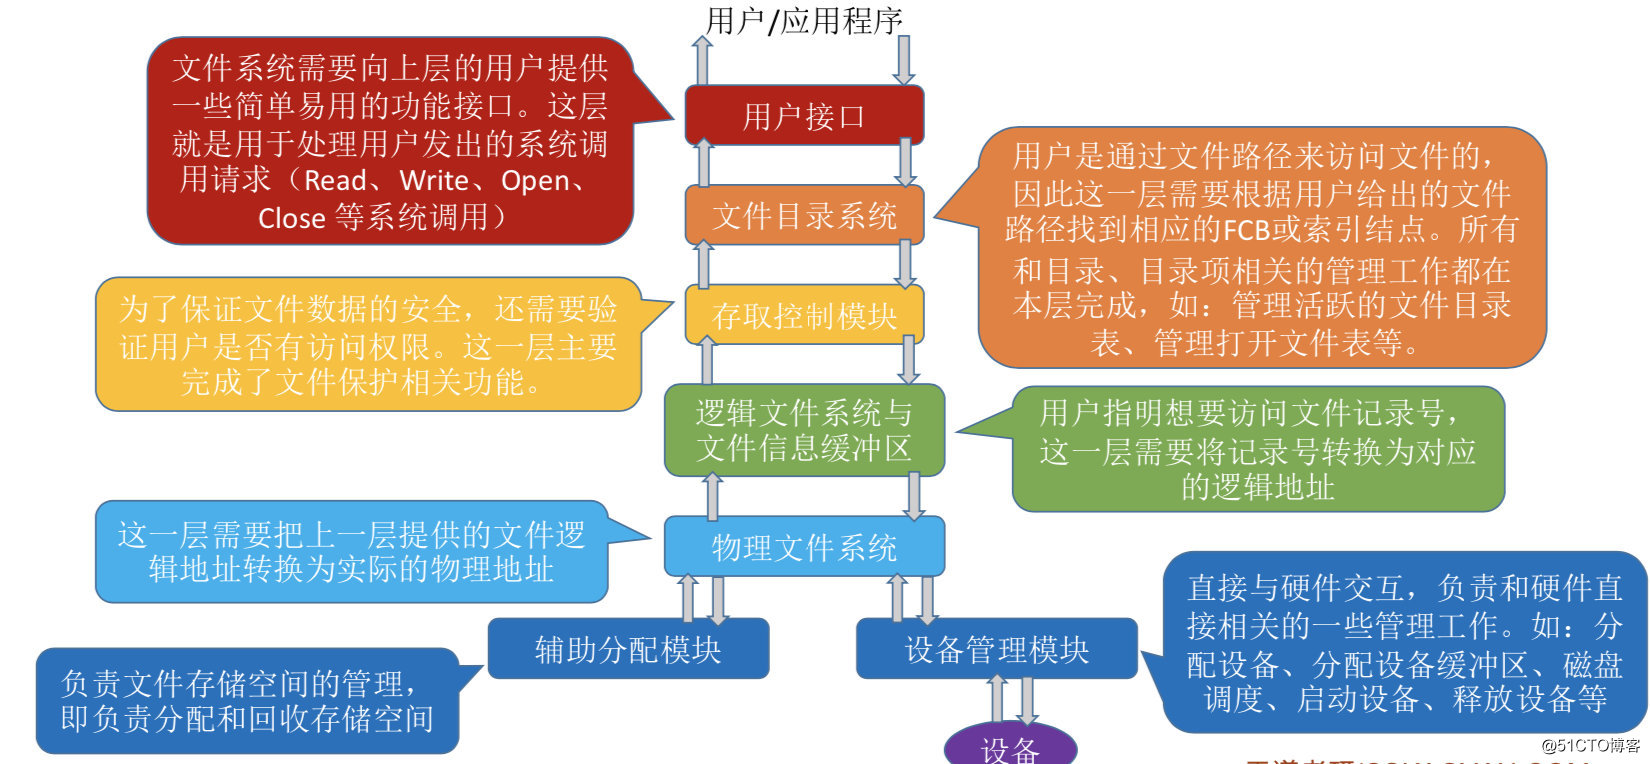 用户/应用程序
文件系统需要向上层的用户提供
一些简单易用的功能接口。这层
就是用于处理用户发出的系统调
用请求（Read、Write、Open、
Close 等系统调用）
用户接口
用户是通过文件路径来访问文件的，
因此这一层需要根据用户给出的文件
路径找到相应的FCB或索引结点。所有
和目录、目录项相关的管理工作都在
本层完成，如：管理活跃的文件目录
表、管理打开文件表等。
文件目录系统
为了保证文件数据的安全，还需要验
证用户是否有访问权限。这一层主要
完成了文件保护相关功能。
存取控制模块
逻辑文件系统与
文件信息缓冲区
用户指明想要访问文件记录号，
这一层需要将记录号转换为对应
的逻辑地址
这一层需要把上一层提供的文件逻
辑地址转换为实际的物理地址
物理文件系统
直接与硬件交互，负责和硬件直
接相关的一些管理工作。如：分
配设备、分配设备缓冲区、磁盘
调度、启动设备、释放设备等
辅助分配模块
设备管理模块
负责文件存储空间的管理，
即负责分配和回收存储空间
设备
@51CTO博客